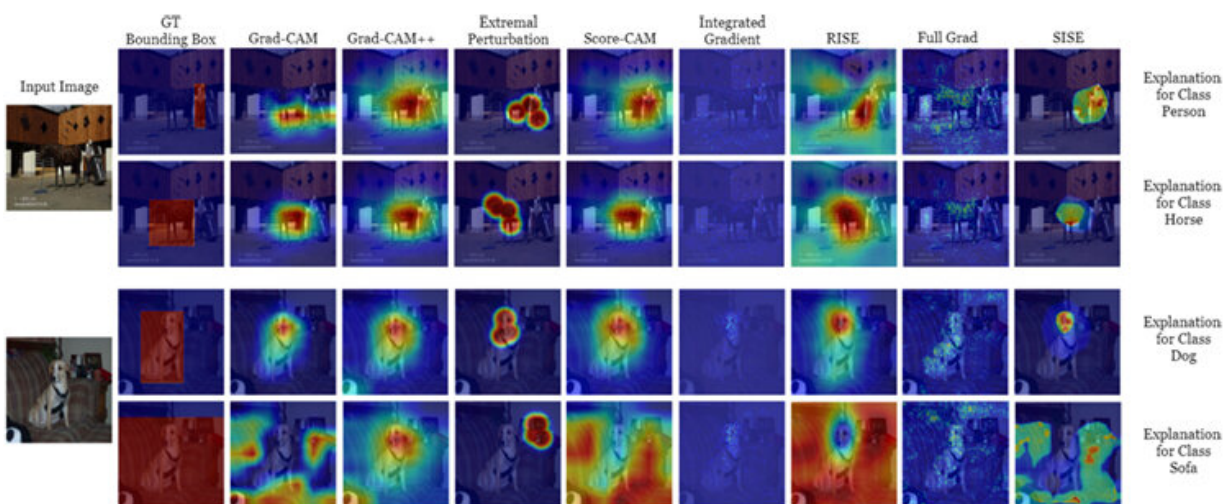 GT
Bounding Box
Grad-CAM
Grad-CAM++
Extremal
Perturbation
Score-CAM
Integrated
Gradient
RISE
Full Grad
SISE
Input Image
Explanation
for Class
Person
Explanation
for Class
Horse
Explanation
for Class
Dog
Explanation
for Class
Sofa